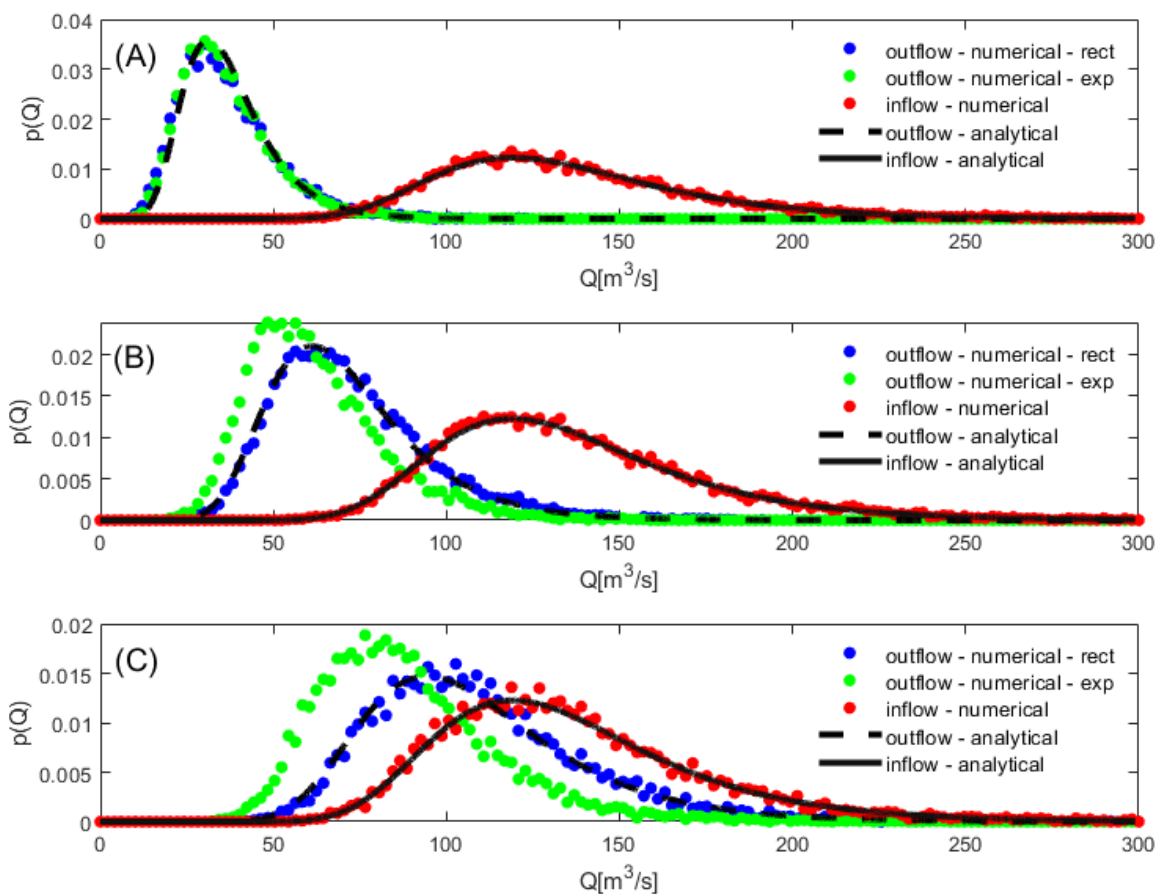 0.04
(A)
0.03
0.02
0.01
0
p(Q)
outflow - numerical - rect
outflow - numerical - exp
inflow - numerical
outflow - analytical
inflow - analytical
0 50 100 150 200 250 300
Q[m³/s]
(B)
0.02
0.015
0.01
0.005
0
p(Q)
outflow - numerical - rect
outflow - numerical - exp
inflow - numerical
outflow - analytical
inflow - analytical
0 50 100 150 200 250 300
Q[m³/s]
0.02
(C)
0.015
0.01
0.005
0
p(Q)
outflow - numerical - rect
outflow - numerical - exp
inflow - numerical
outflow - analytical
inflow - analytical
0 50 100 150 200 250 300
Q[m³/s]